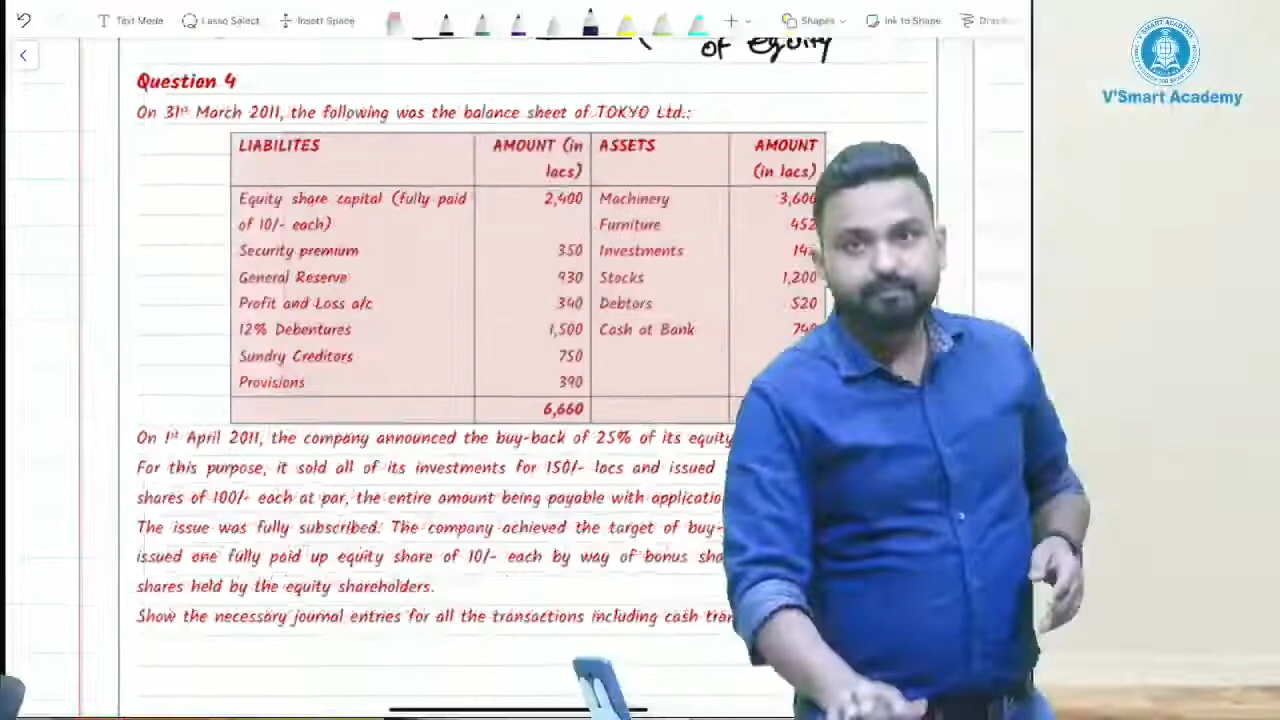 Text Mode Lasso Select Insert Space Shapes Ink to Shape
of equity
V'SMART ACADEMY
V'Smart Academy
Question 4
On 31st March 2011, the following was the balance sheet of TOKYO Ltd.:
LIABILITES AMOUNT (in lacs) ASSETS AMOUNT (in lacs)
Equity share capital (fully paid 2,400 Machinery 3,600
of 10/- each) Furniture 452
Security premium 350 Investments
General Reserve 930 Stocks 1,200
Profit and Loss a/c 340 Debtors 520
12% Debentures 1,500 Cash at Bank
Sundry Creditors 750
Provisions 390
6,660
On 1st April 2011, the company announced the buy-back of 25% of its equity
For this purpose, it sold all of its investments for 150/- lacs and issued
shares of 100/- each at par, the entire amount being payable with
The issue was fully subscribed. The company achieved the target of
issued one fully paid up equity share of 10/- each by way of bonus
shares held by the equity shareholders.
Show the necessary journal entries for all the transactions including cash